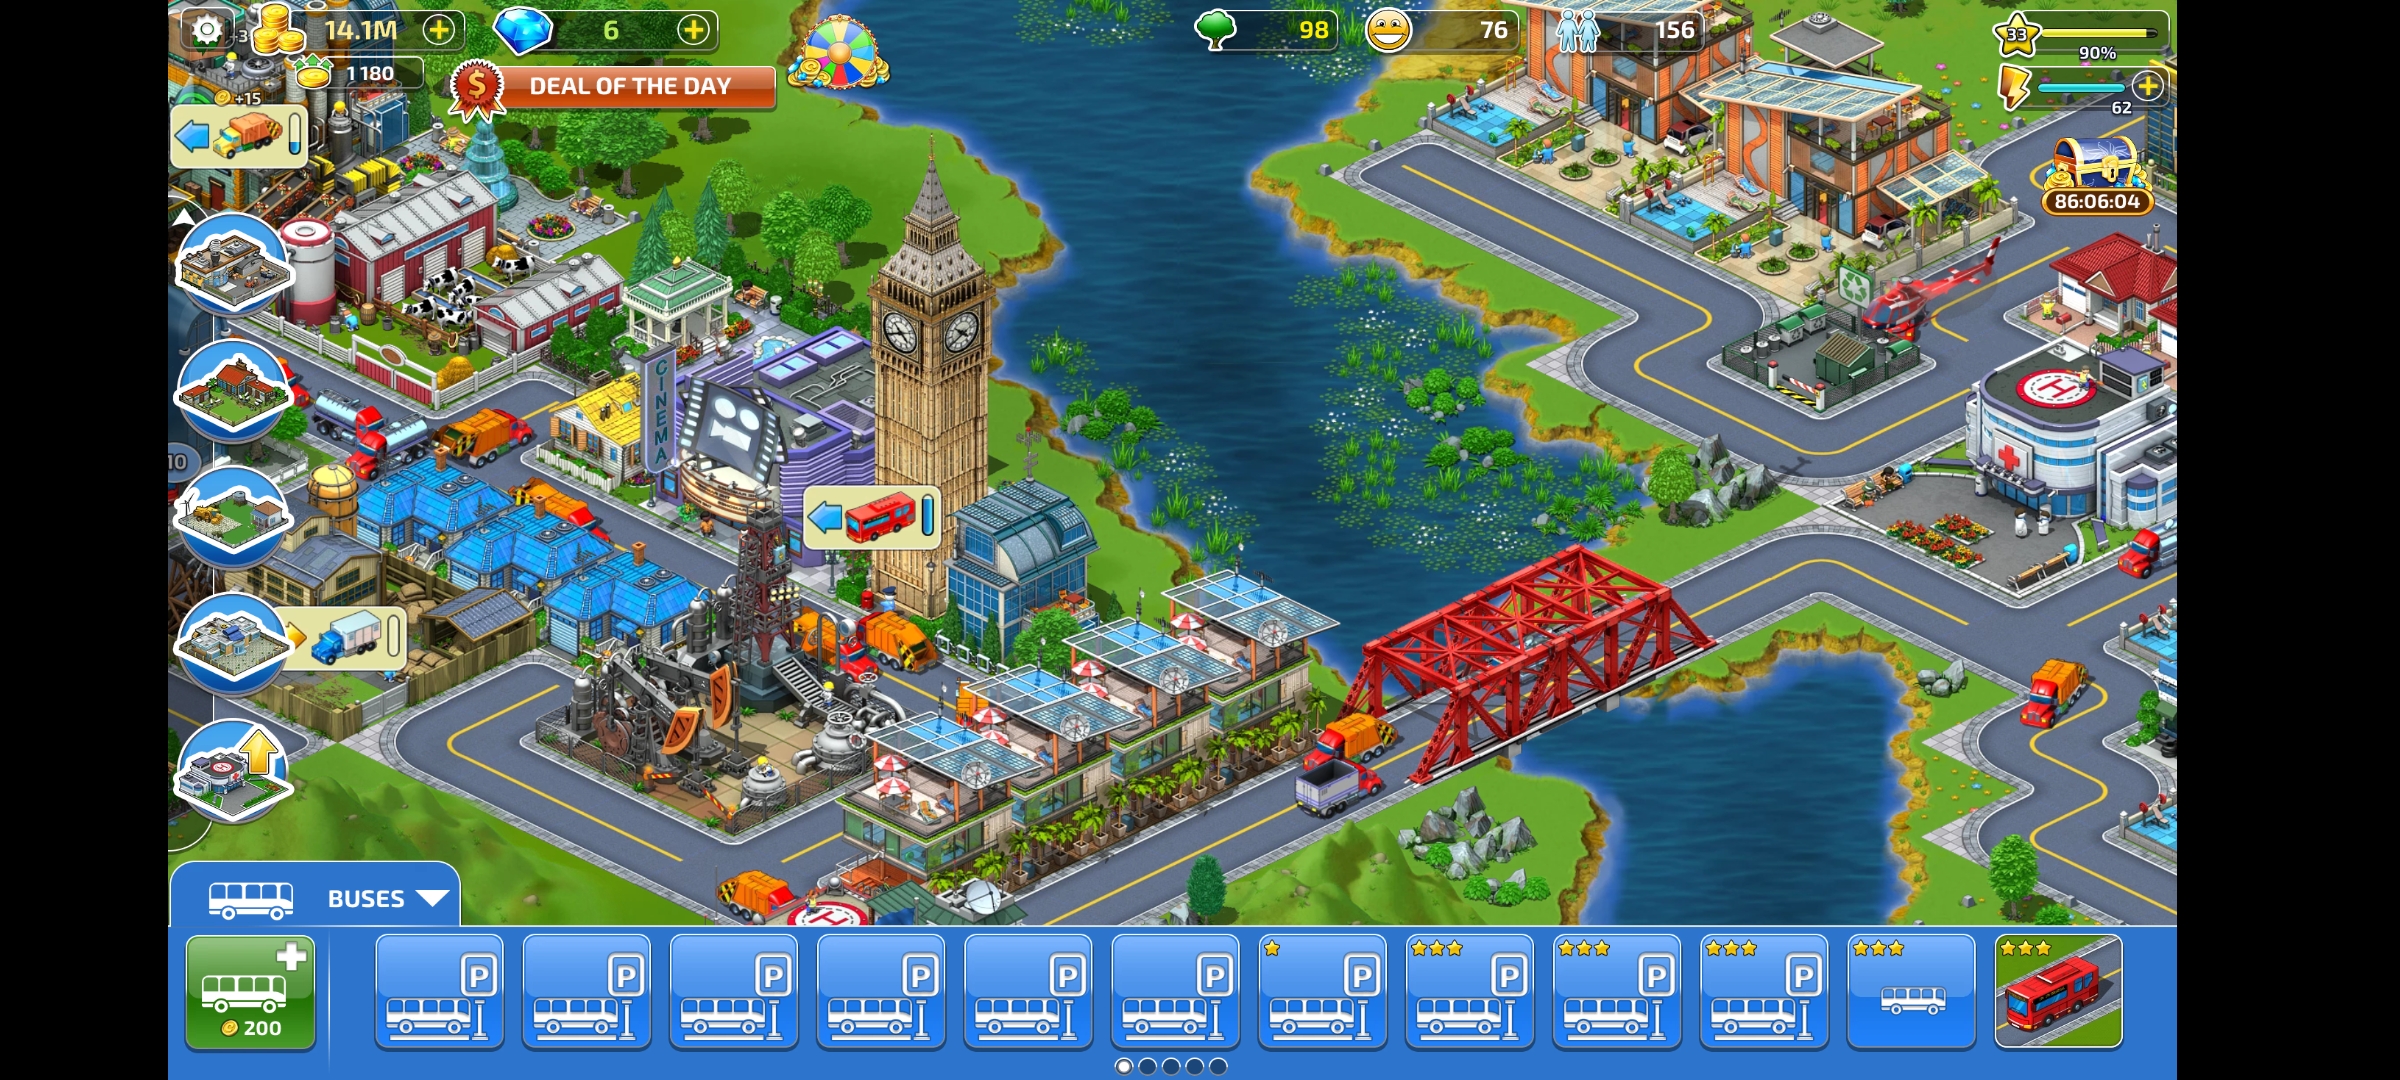 14.1M
6
98
76
156
33
90%
1 180
DEAL OF THE DAY
+15
62
86:06:04
CINEMA
H
10
H
BUSES
200
P
P
P
P
P
P
P
P
P
P